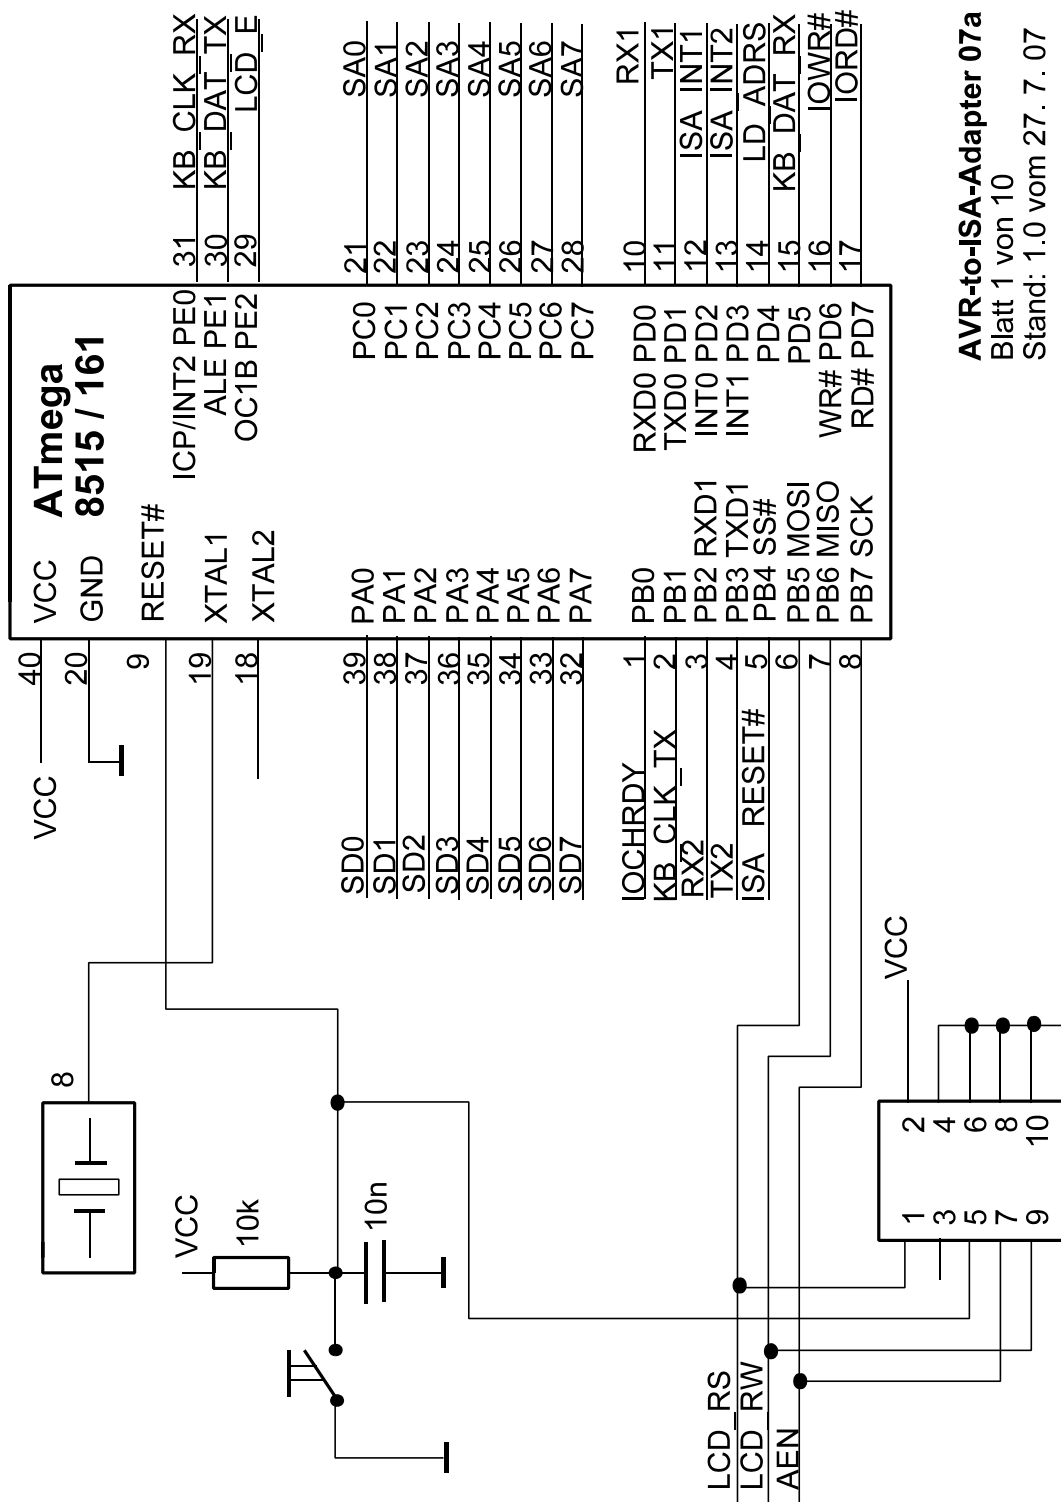 ATmega
8515 / 161
VCC
40
VCC
GND
20
RESET#
9
XTAL1
19
XTAL2
18
8
VCC
10k
10n
ICP/INT2 PE0
31
KB_CLK_RX
ALE PE1
30
KB_DAT_TX
OC1B PE2
29
LCD_E
SD0
39
PA0
PC0
21
SA0
SD1
38
PA1
PC1
22
SA1
SD2
37
PA2
PC2
23
SA2
SD3
36
PA3
PC3
24
SA3
SD4
35
PA4
PC4
25
SA4
SD5
34
PA5
PC5
26
SA5
SD6
33
PA6
PC6
27
SA6
SD7
32
PA7
PC7
28
SA7
IOCHRDY
1
PB0
RXD0 PD0
10
RX1
KB_CLK_TX
2
PB1
TXD0 PD1
11
TX1
RX2
3
PB2 RXD1
INT0 PD2
12
ISA_INT1
TX2
4
PB3 TXD1
INT1 PD3
13
ISA_INT2
ISA_RESET#
5
PB4 SS#
PD4
14
LD_ADRS
6
PB5 MOSI
PD5
15
KB_DAT_RX
7
PB6 MISO
WR# PD6
16
IOWR#
8
PB7 SCK
RD# PD7
17
IORD#
LCD_RS
LCD_RW
AEN
VCC
1 2
3 4
5 6
7 8
9 10
AVR-to-ISA-Adapter 07a
Blatt 1 von 10
Stand: 1.0 vom 27. 7. 07